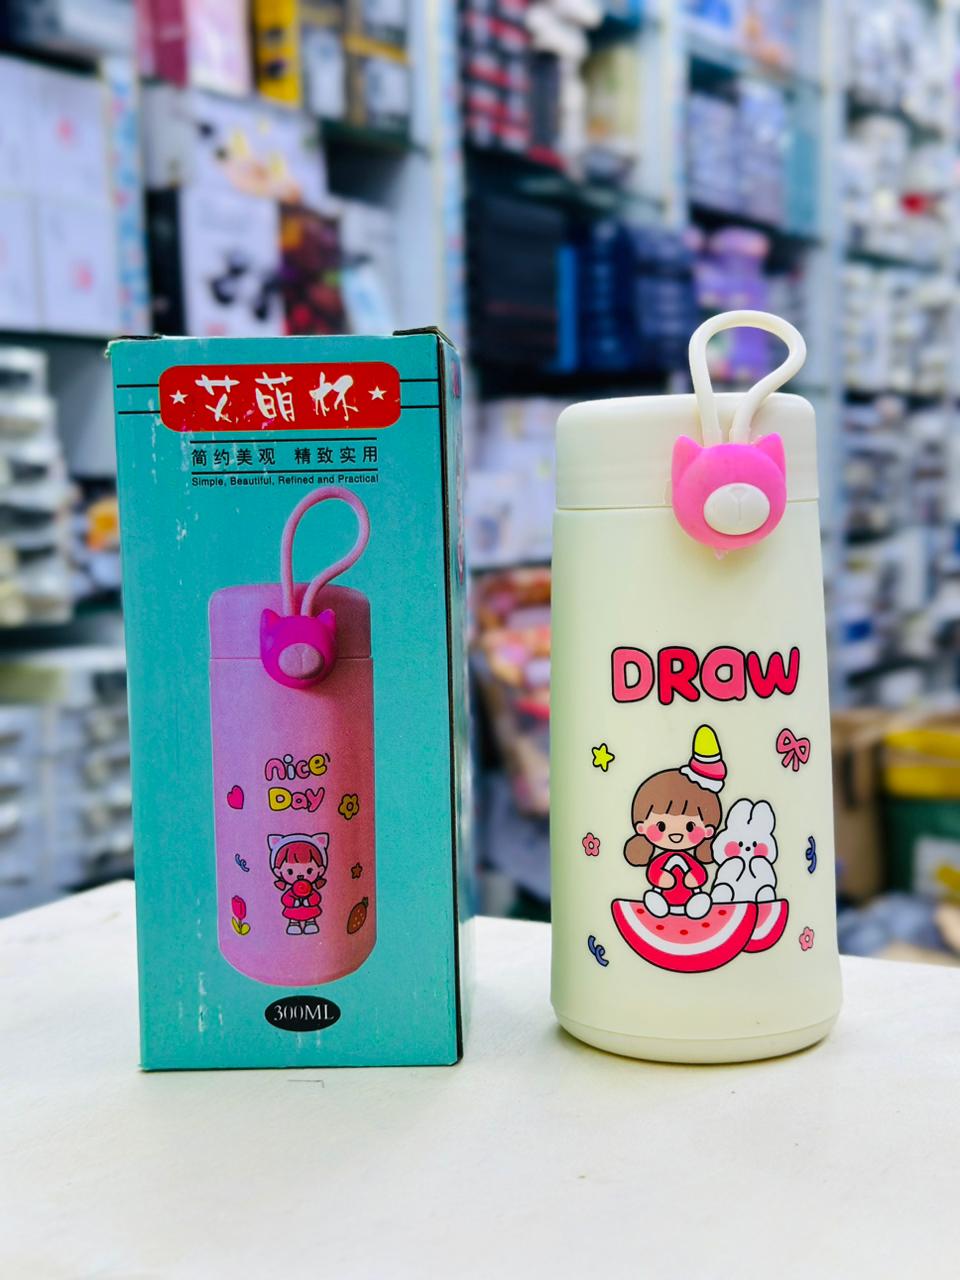 艾萌杯
简约美观 精致实用
Simple, Beautiful, Refined and Practical
nice
Day
300ML
DRaW